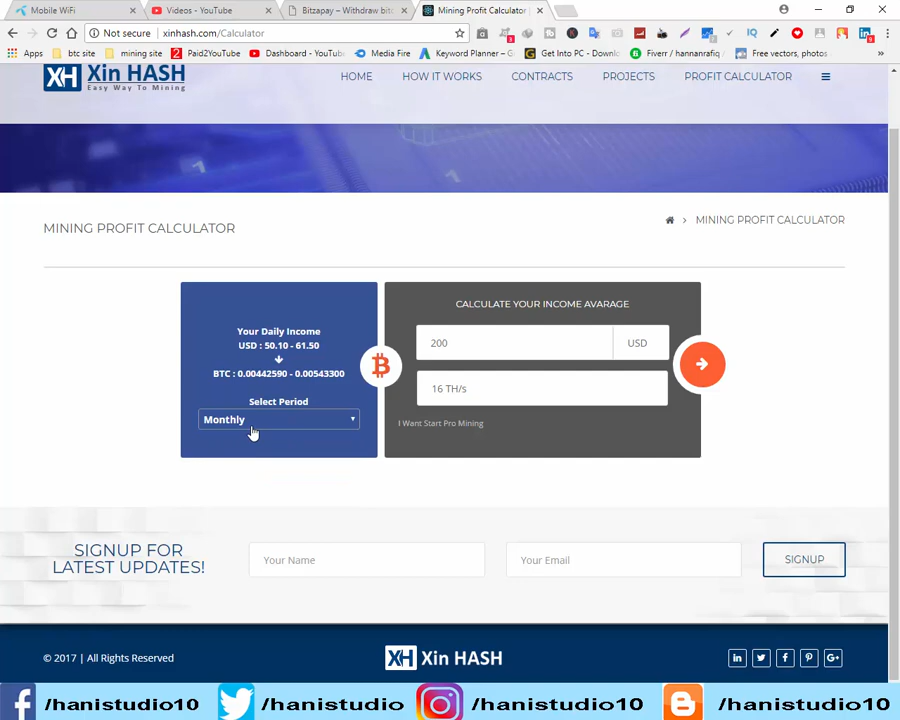 Mobile WiFi
Videos - YouTube
Bitzapay – Withdraw bitc
Mining Profit Calculator
Not secure | xinhash.com/Calculator
Apps
btc site
mining site
Paid2YouTube
Dashboard - YouTub
Media Fire
Keyword Planner – G
Get Into PC - Downlo
Fiverr / hannanrafiq /
Free vectors, photos
XH Xin HASH
Easy Way To Mining
HOME
HOW IT WORKS
CONTRACTS
PROJECTS
PROFIT CALCULATOR
MINING PROFIT CALCULATOR
MINING PROFIT CALCULATOR
Your Daily Income
USD : 50.10 - 61.50
BTC : 0.00442590 - 0.00543300
Select Period
Monthly
CALCULATE YOUR INCOME AVARAGE
200
USD
16 TH/s
I Want Start Pro Mining
SIGNUP FOR
LATEST UPDATES!
Your Name
Your Email
SIGNUP
© 2017 | All Rights Reserved
XH Xin HASH
/hanistudio10
/hanistudio
/hanistudio10
/hanistudio10